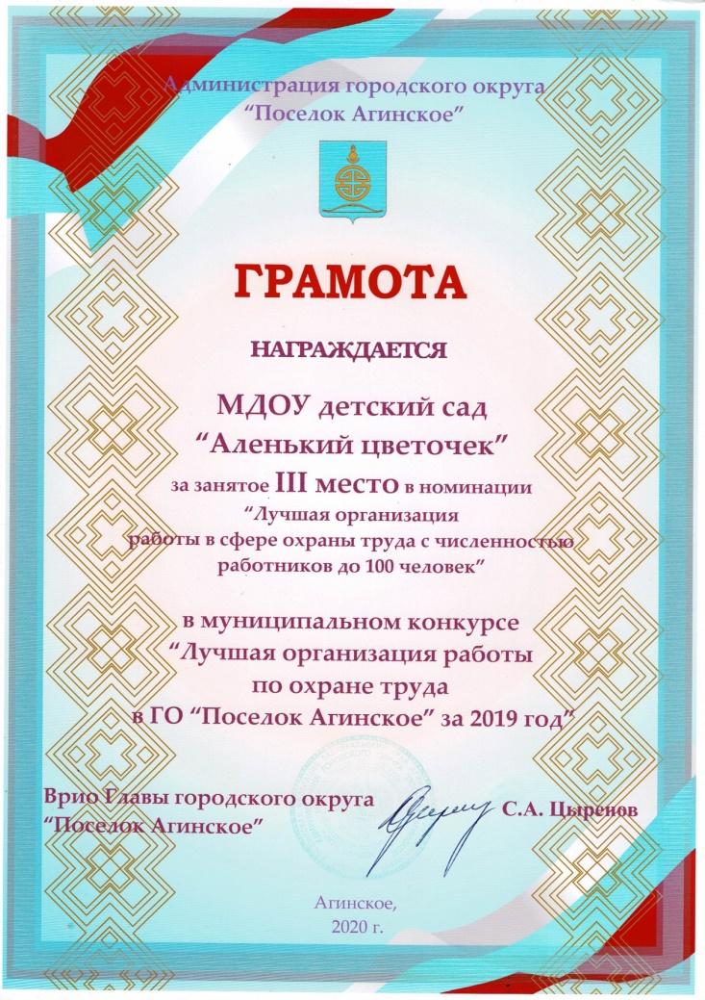 Администрация городского округа
“Поселок Агинское”
ГРАМОТА
НАГРАЖДАЕТСЯ
МДОУ детский сад
“Аленький цветочек”
за занятое III место в номинации
“Лучшая организация
работы в сфере охраны труда с численностью
работников до 100 человек”
в муниципальном конкурсе
“Лучшая организация работы
по охране труда
в ГО “Поселок Агинское” за 2019 год”
Врио Главы городского округа
“Поселок Агинское”
С.А. Цыренов
Агинское,
2020 г.